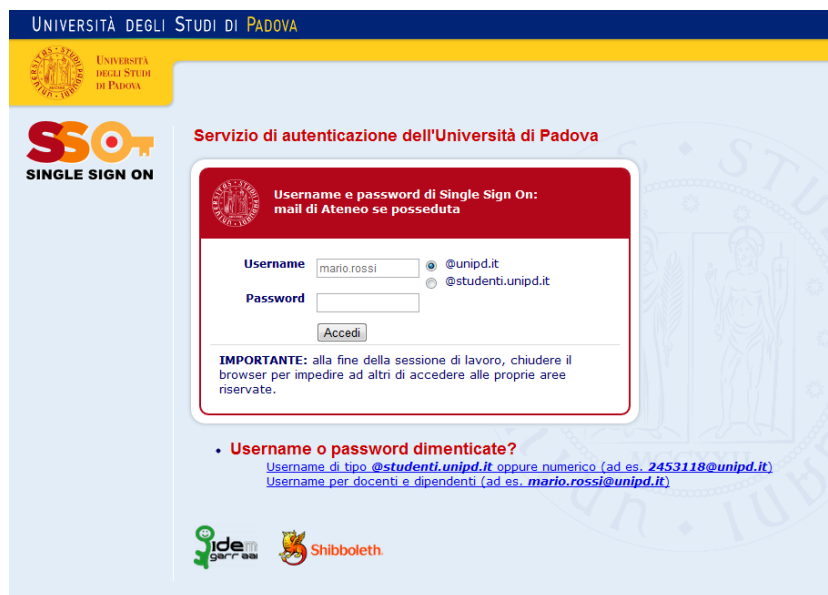 UNIVERSITÀ DEGLI STUDI DI PADOVA
UNIVERSITÀ
DEGLI STUDI
DI PADOVA
SSO
SINGLE SIGN ON
Servizio di autenticazione dell'Università di Padova
Username e password di Single Sign On:
mail di Ateneo se posseduta
Username mario.rossi @unipd.it
@studenti.unipd.it
Password
Accedi
IMPORTANTE: alla fine della sessione di lavoro, chiudere il
browser per impedire ad altri di accedere alle proprie aree
riservate.
• Username o password dimenticate?
Username di tipo @studenti.unipd.it oppure numerico (ad es. 2453118@unipd.it)
Username per docenti e dipendenti (ad es. mario.rossi@unipd.it)
idem
garr aai
Shibboleth.